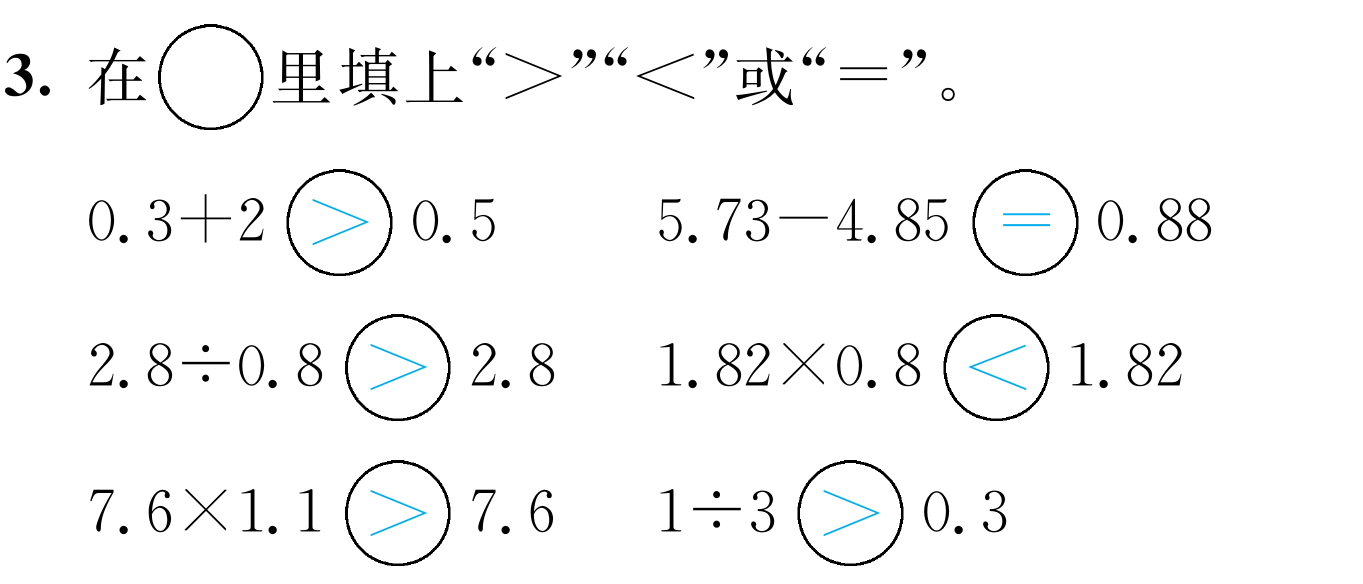 3. 在○里填上“＞”“＜”或“＝”。
0.3+2 > 0.5 5.73-4.85 = 0.88
2.8÷0.8 > 2.8 1.82×0.8 < 1.82
7.6×1.1 > 7.6 1÷3 > 0.3